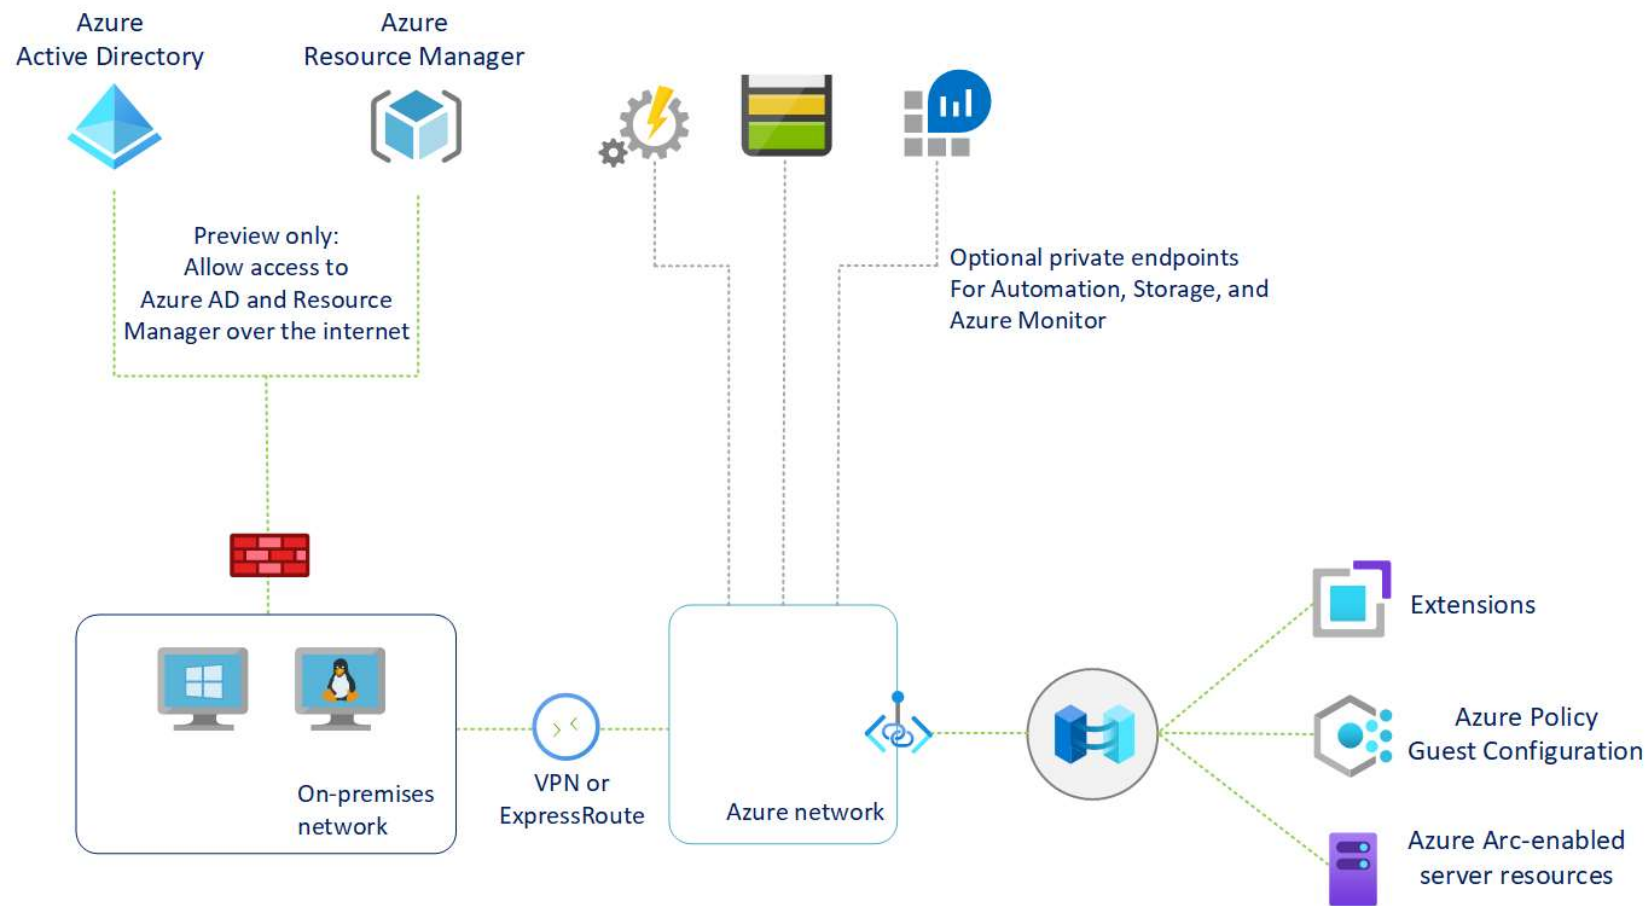 Azure
Active Directory
Azure
Resource Manager
Preview only:
Allow access to
Azure AD and Resource
Manager over the internet
Optional private endpoints
For Automation, Storage, and
Azure Monitor
On-premises
network
VPN or
ExpressRoute
Azure network
Extensions
Azure Policy
Guest Configuration
Azure Arc-enabled
server resources